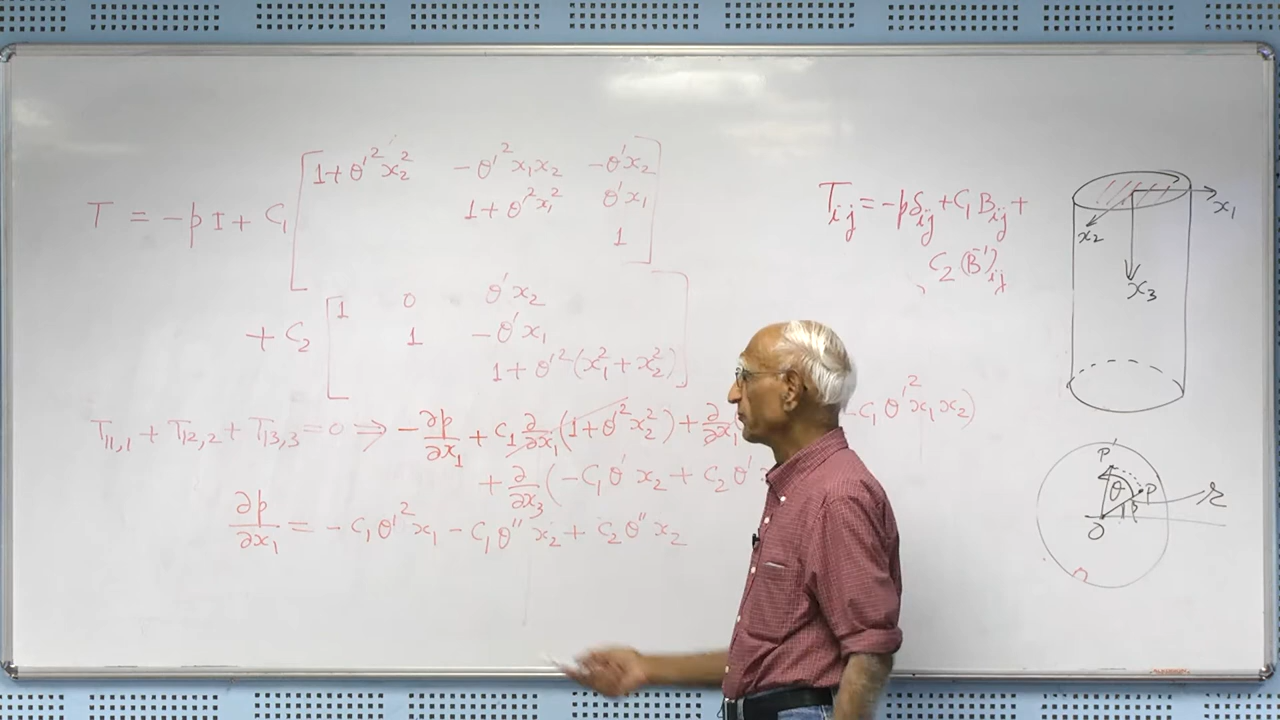 T = -p I + C₁ [ 1+θ'²x₂² -θ'²x₁x₂ -θ'x₂
1+θ'²x₁² θ'x₁
1 ]
+ C₂ [ 1 0 θ'x₂
1 -θ'x₁
1+θ'²(x₁²+x₂²) ]
T₁₁,₁ + T₁₂,₂ + T₁₃,₃ = 0 ⇒ -∂p/∂x₁ + C₁ ∂/∂x₁ (1+θ'²x₂²) + ∂/∂x -C₁θ'²x₁x₂)
+ ∂/∂x₃ (-C₁θ'x₂ + C₂θ'
∂p/∂x₁ = -C₁θ'²x₁ - C₁θ''x₂ + C₂θ''x₂
Tᵢⱼ = -pδᵢⱼ + C₁Bᵢⱼ +
C₂(B⁻¹)ᵢⱼ
x₁
x₂
x₃
P'
θ
P
r
O